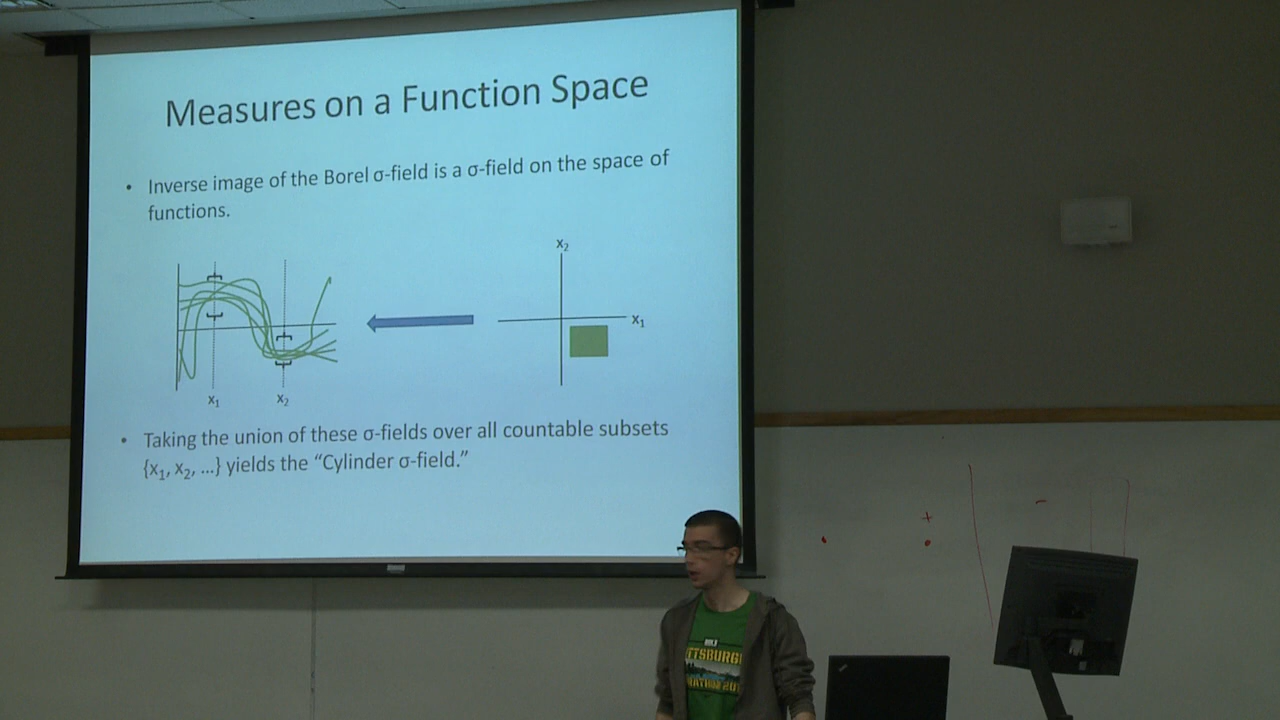 Measures on a Function Space
• Inverse image of the Borel σ-field is a σ-field on the space of
functions.
x₂
x₁
x₁ x₂
• Taking the union of these σ-fields over all countable subsets
{x₁, x₂, ...} yields the “Cylinder σ-field.”
+
-